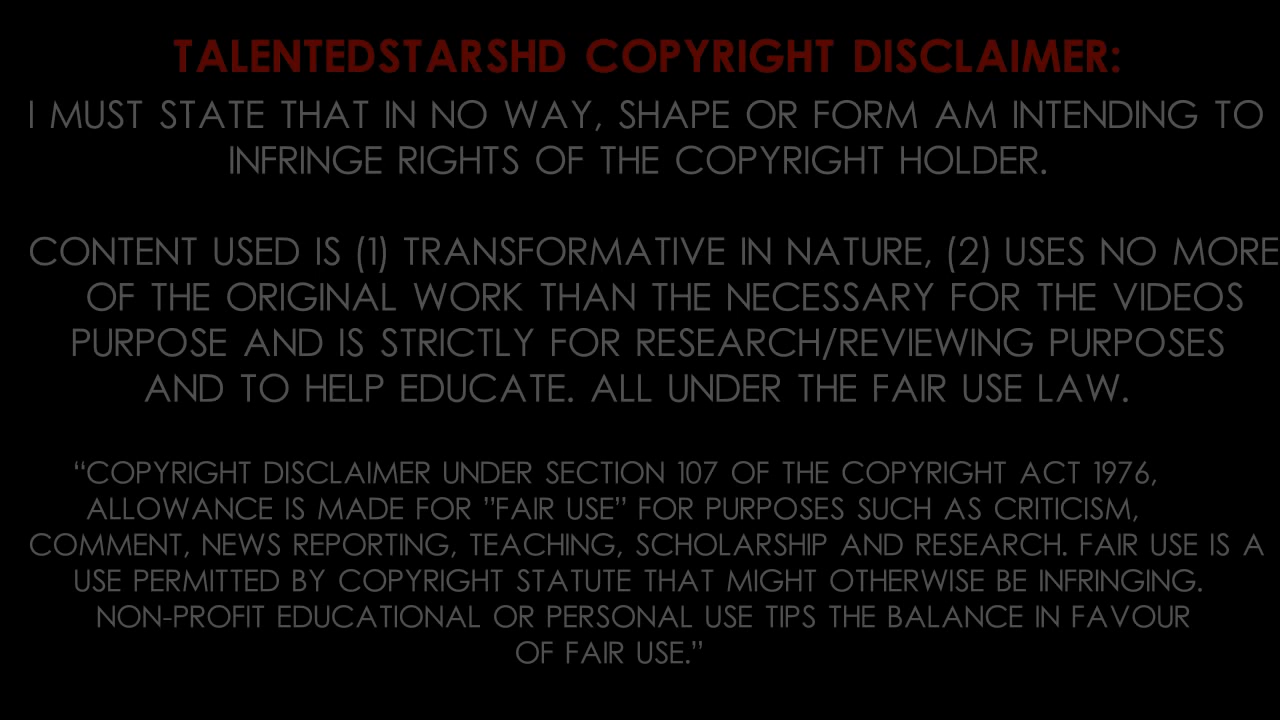 TALENTEDSTARSHD COPYRIGHT DISCLAIMER:
I MUST STATE THAT IN NO WAY, SHAPE OR FORM AM INTENDING TO
INFRINGE RIGHTS OF THE COPYRIGHT HOLDER.
CONTENT USED IS (1) TRANSFORMATIVE IN NATURE, (2) USES NO MORE
OF THE ORIGINAL WORK THAN THE NECESSARY FOR THE VIDEOS
PURPOSE AND IS STRICTLY FOR RESEARCH/REVIEWING PURPOSES
AND TO HELP EDUCATE. ALL UNDER THE FAIR USE LAW.
“COPYRIGHT DISCLAIMER UNDER SECTION 107 OF THE COPYRIGHT ACT 1976,
ALLOWANCE IS MADE FOR ”FAIR USE” FOR PURPOSES SUCH AS CRITICISM,
COMMENT, NEWS REPORTING, TEACHING, SCHOLARSHIP AND RESEARCH. FAIR USE IS A
USE PERMITTED BY COPYRIGHT STATUTE THAT MIGHT OTHERWISE BE INFRINGING.
NON-PROFIT EDUCATIONAL OR PERSONAL USE TIPS THE BALANCE IN FAVOUR
OF FAIR USE.”